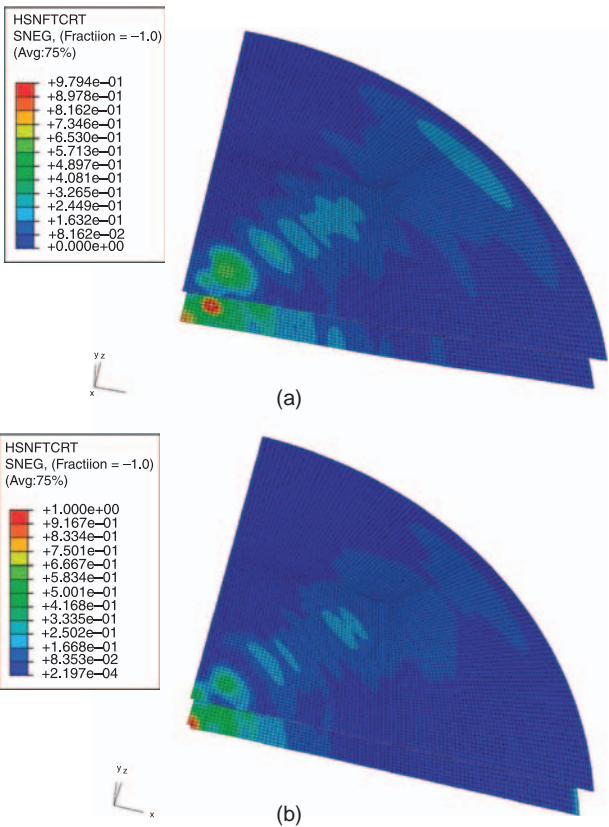 HSNFTCRT
SNEG, (Fractiion = –1.0)
(Avg:75%)
+9.794e–01
+8.978e–01
+8.162e–01
+7.346e–01
+6.530e–01
+5.713e–01
+4.897e–01
+4.081e–01
+3.265e–01
+2.449e–01
+1.632e–01
+8.162e–02
+0.000e+00
y z
x
(a)
HSNFTCRT
SNEG, (Fractiion = –1.0)
(Avg:75%)
+1.000e+00
+9.167e–01
+8.334e–01
+7.501e–01
+6.667e–01
+5.834e–01
+5.001e–01
+4.168e–01
+3.335e–01
+2.502e–01
+1.668e–01
+8.353e–02
+2.197e–04
y z
x
(b)